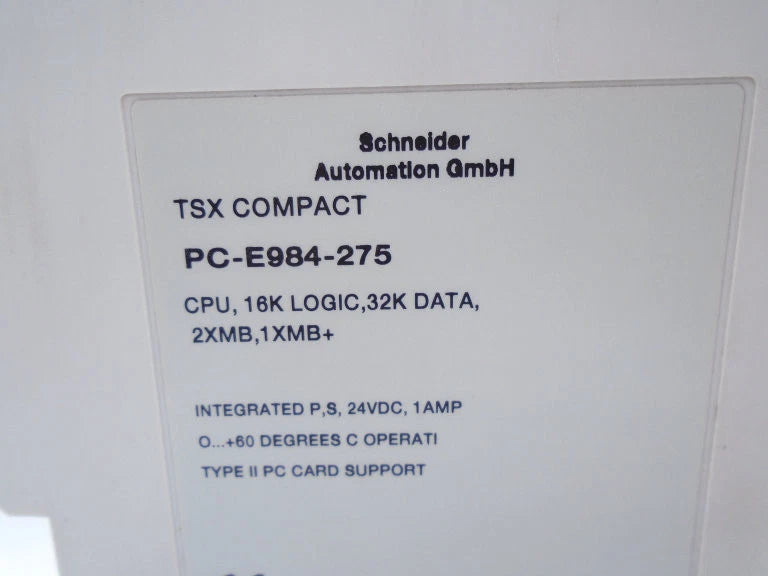 Schneider
Automation GmbH
TSX COMPACT
PC-E984-275
CPU, 16K LOGIC,32K DATA,
2XMB,1XMB+
INTEGRATED P,S, 24VDC, 1AMP
O...+60 DEGREES C OPERATI
TYPE II PC CARD SUPPORT